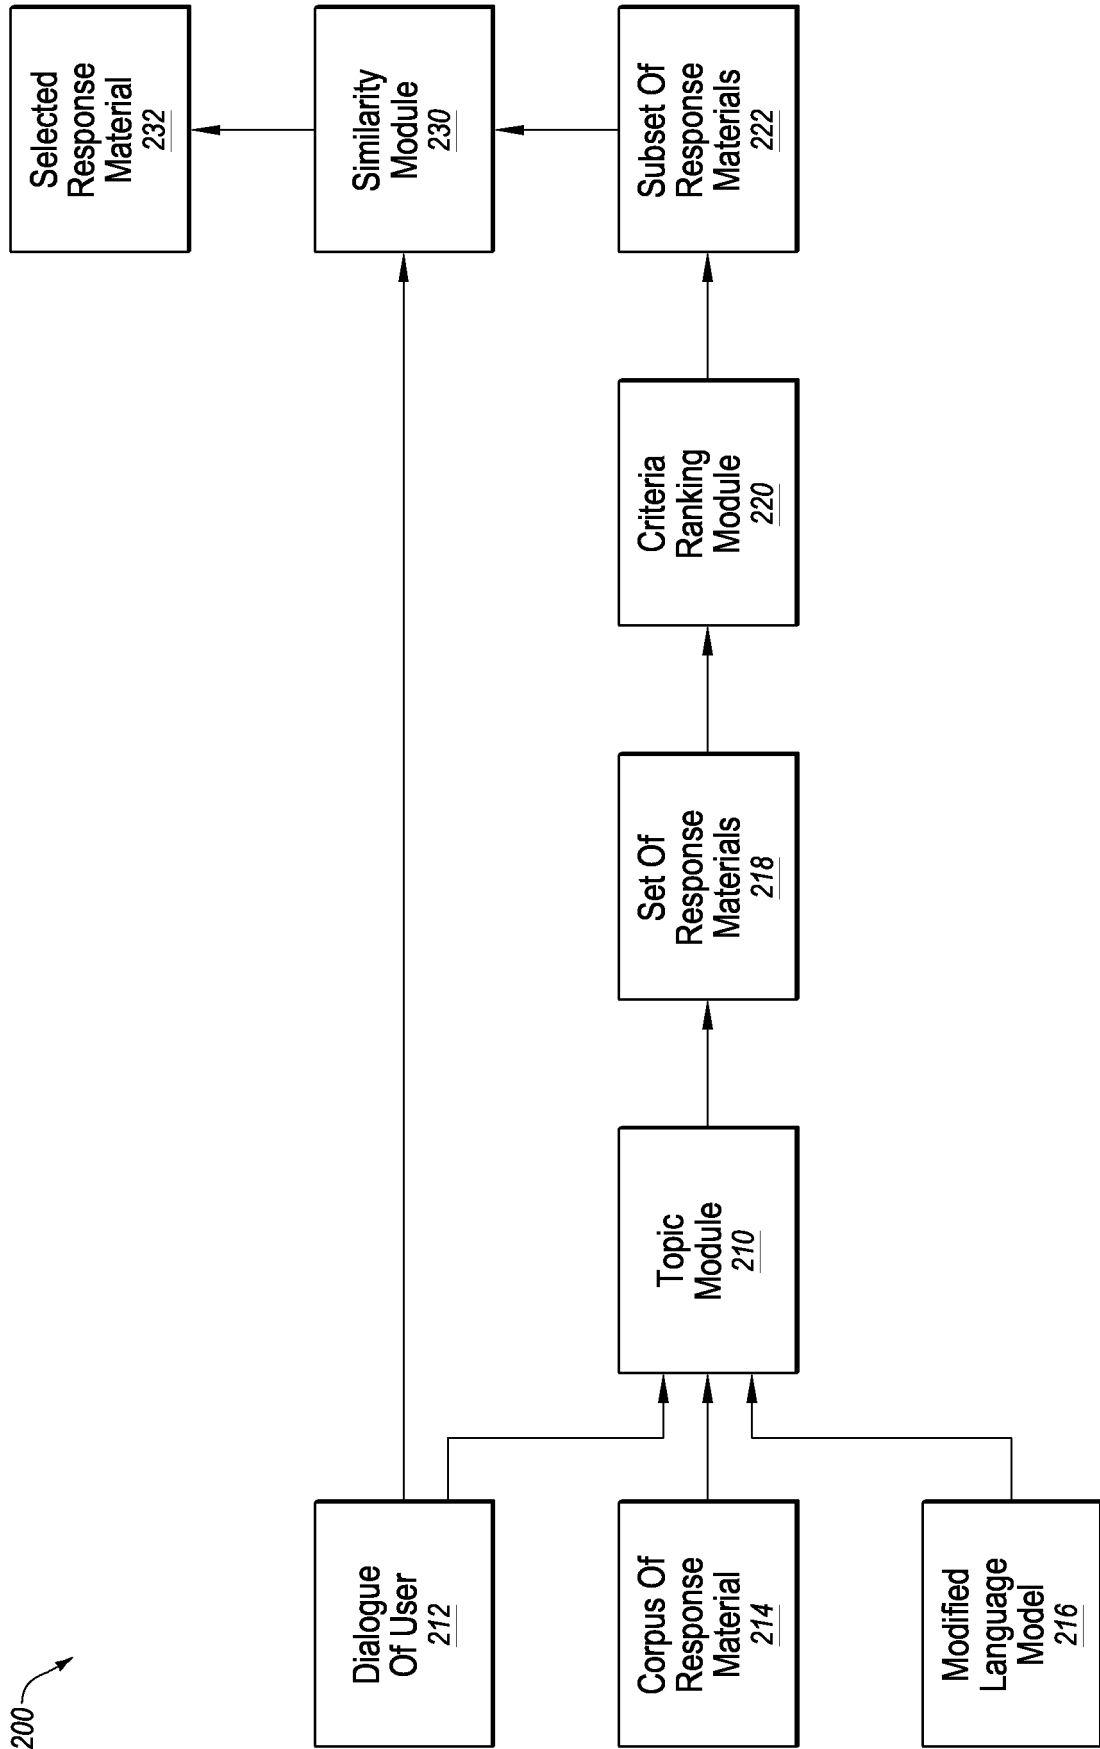 200
Dialogue
Of User
212
Similarity
Module
230
Selected
Response
Material
232
Corpus Of
Response
Material
214
Topic
Module
210
Set Of
Response
Materials
218
Criteria
Ranking
Module
220
Subset Of
Response
Materials
222
Modified
Language
Model
216